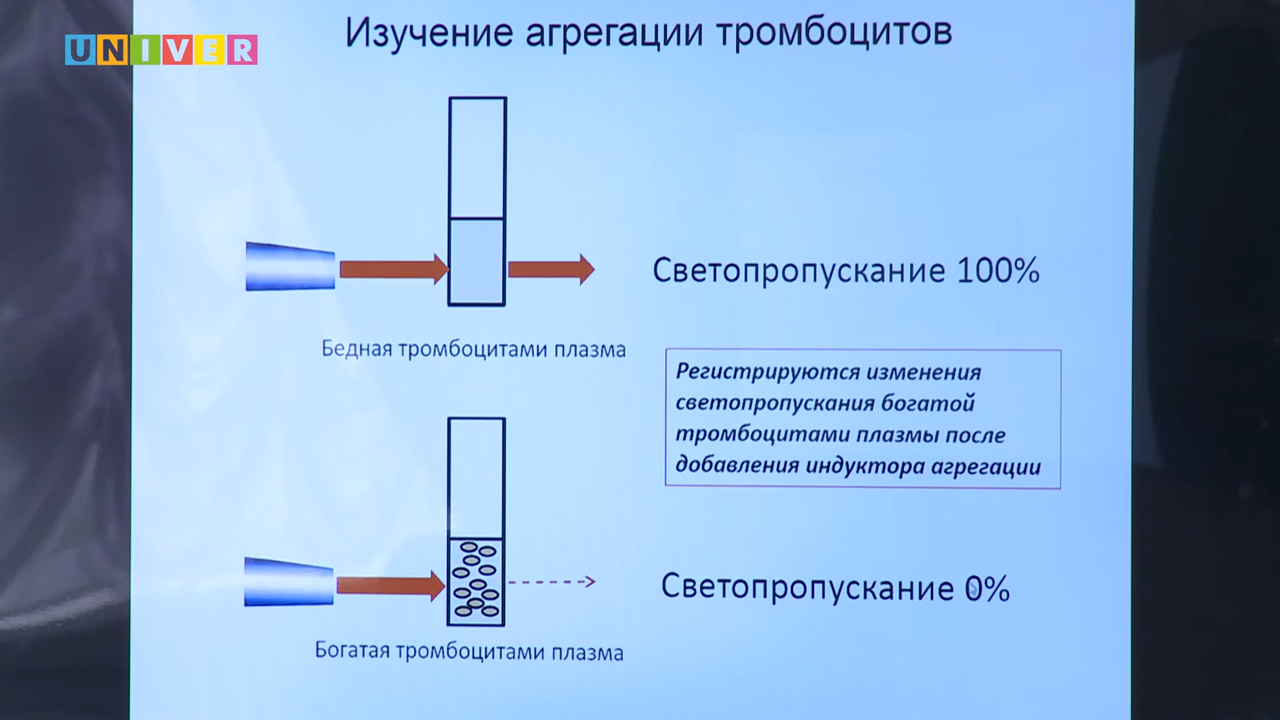 UNIVER
Изучение агрегации тромбоцитов
Светопропускание 100%
Бедная тромбоцитами плазма
Регистрируются изменения
светопропускания богатой
тромбоцитами плазмы после
добавления индуктора агрегации
Светопропускание 0%
Богатая тромбоцитами плазма